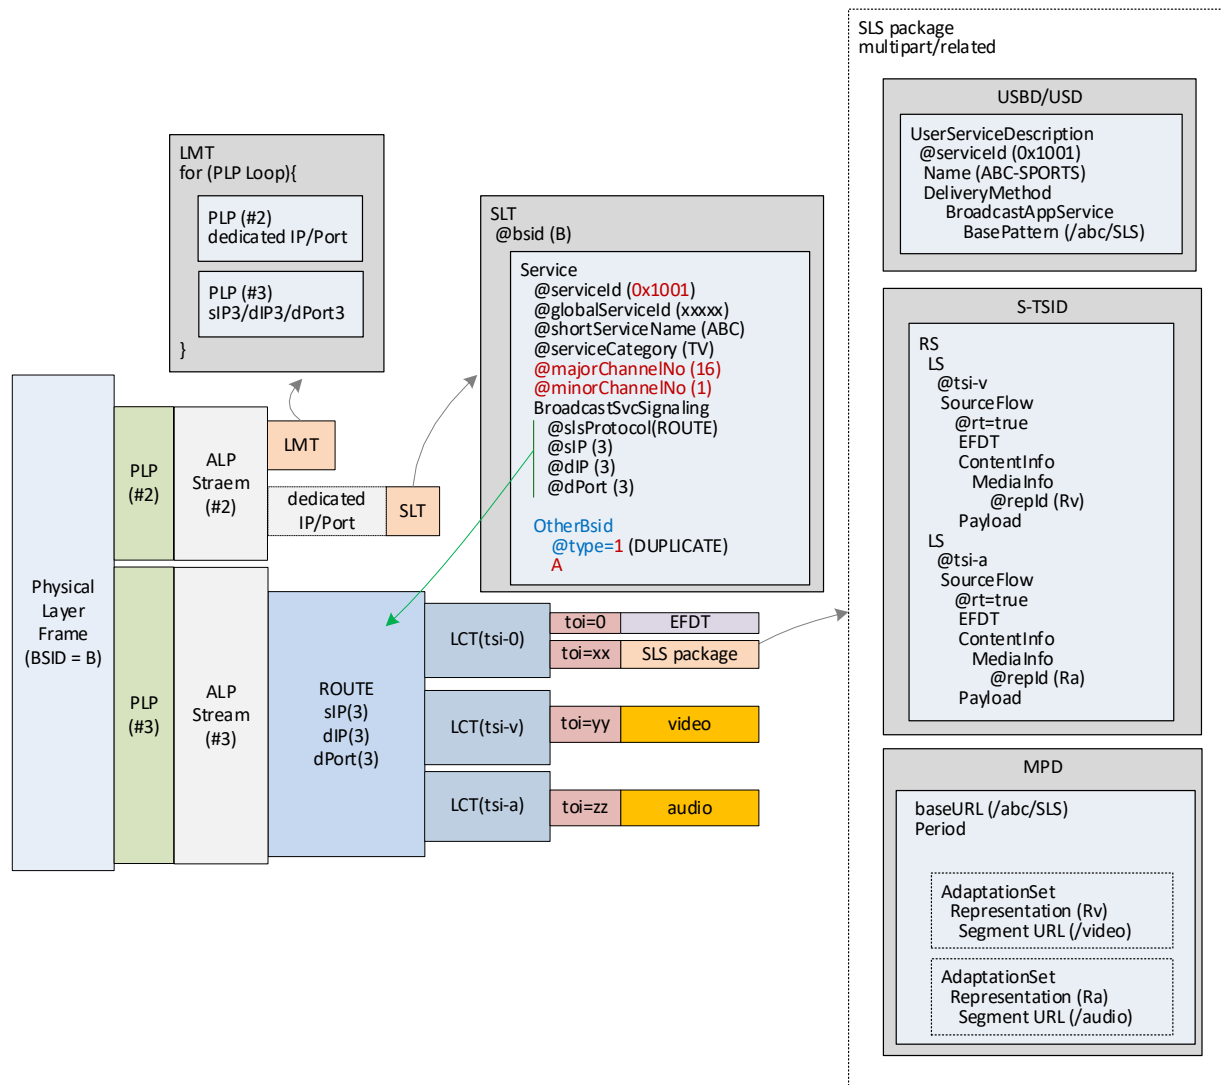 SLS package
multipart/related
USBD/USD
UserServiceDescription
@serviceId (0x1001)
Name (ABC-SPORTS)
DeliveryMethod
BroadcastAppService
BasePattern (/abc/SLS)
LMT
for (PLP Loop){
PLP (#2)
dedicated IP/Port
PLP (#3)
sIP3/dIP3/dPort3
}
SLT
@bsid (B)
Service
@serviceId (0x1001)
@globalServiceId (xxxxx)
@shortServiceName (ABC)
@serviceCategory (TV)
@majorChannelNo (16)
@minorChannelNo (1)
BroadcastSvcSignaling
@slsProtocol(ROUTE)
@sIP (3)
@dIP (3)
@dPort (3)
OtherBsid
@type=1 (DUPLICATE)
A
S-TSID
RS
LS
@tsi-v
SourceFlow
@rt=true
EFDT
ContentInfo
MediaInfo
@repId (Rv)
Payload
LS
@tsi-a
SourceFlow
@rt=true
EFDT
ContentInfo
MediaInfo
@repId (Ra)
Payload
Physical
Layer
Frame
(BSID = B)
PLP
(#2)
ALP
Straem
(#2)
LMT
dedicated
IP/Port
SLT
PLP
(#3)
ALP
Stream
(#3)
ROUTE
sIP(3)
dIP(3)
dPort(3)
LCT(tsi-0)
toi=0
EFDT
toi=xx
SLS package
LCT(tsi-v)
toi=yy
video
LCT(tsi-a)
toi=zz
audio
MPD
baseURL (/abc/SLS)
Period
AdaptationSet
Representation (Rv)
Segment URL (/video)
AdaptationSet
Representation (Ra)
Segment URL (/audio)